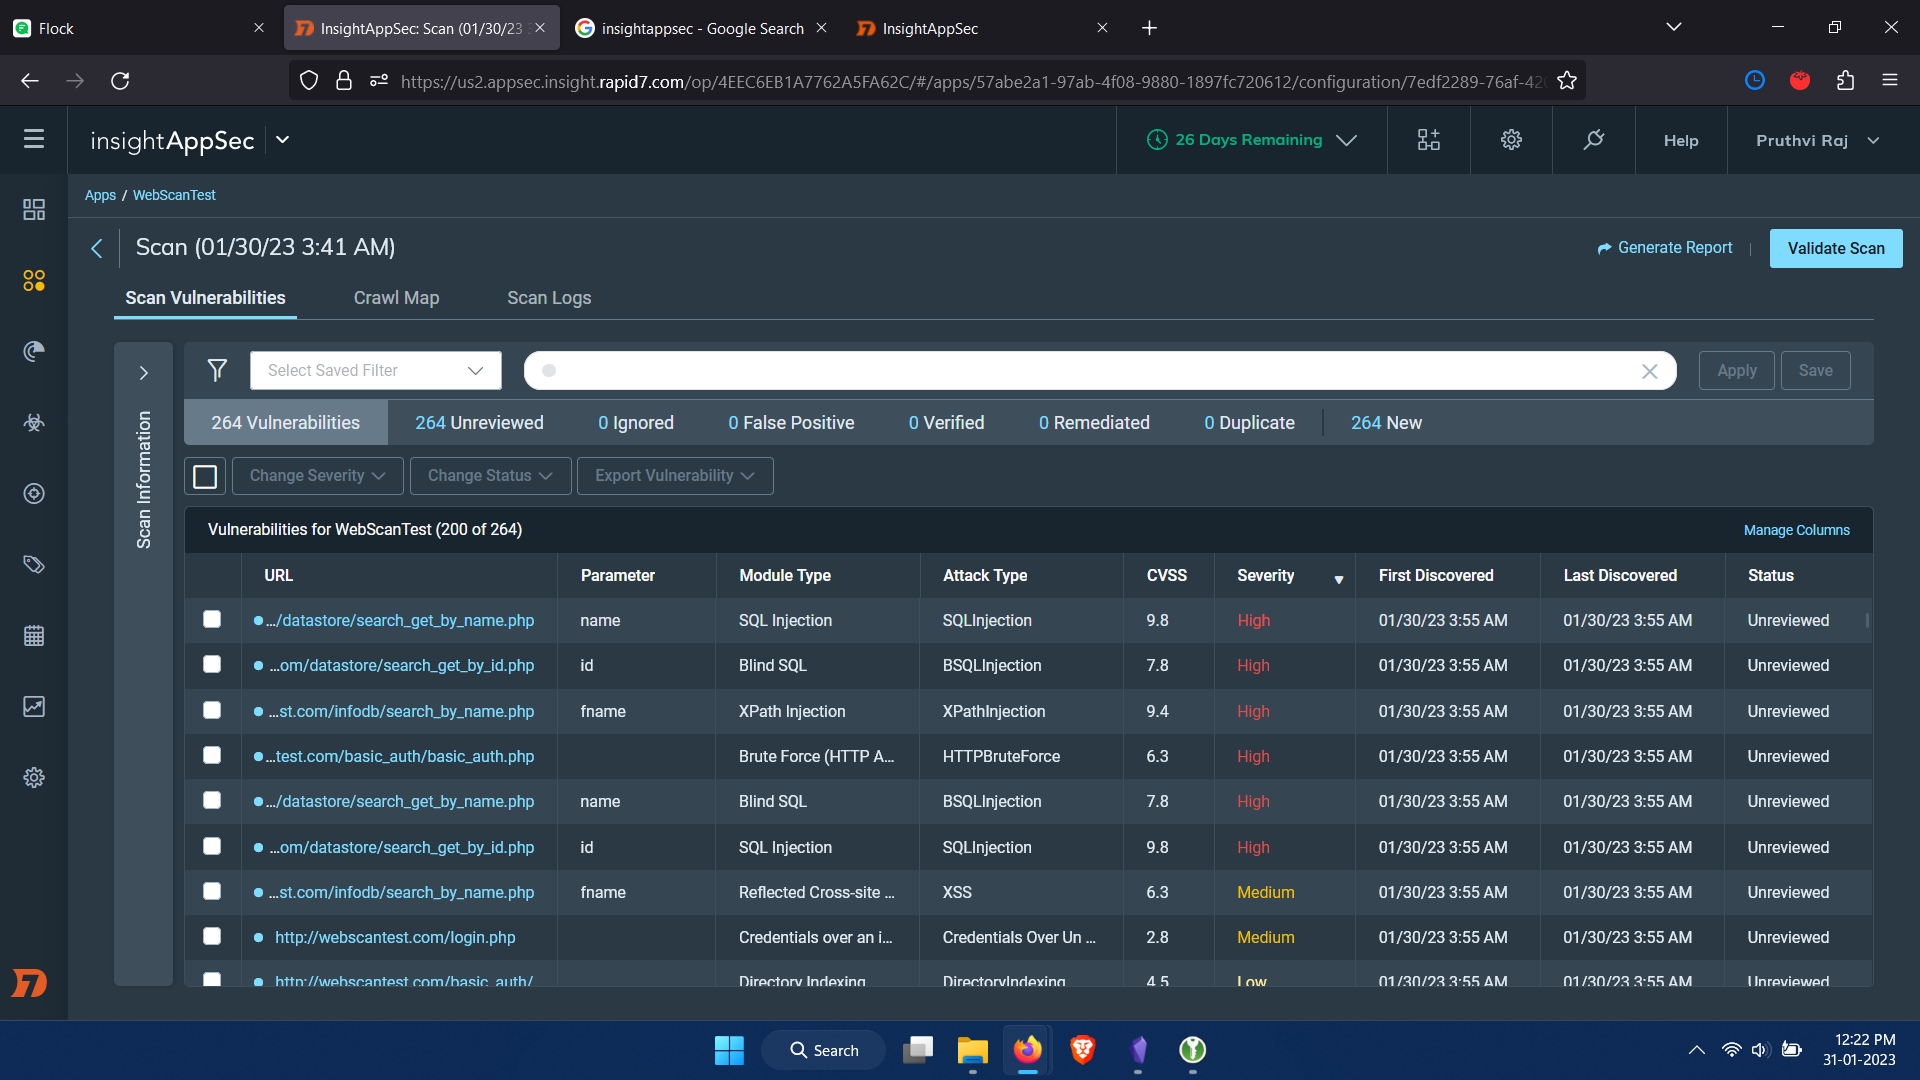 Flock
InsightAppSec: Scan (01/30/23
insightappsec - Google Search
InsightAppSec
https://us2.appsec.insight.rapid7.com/op/4EEC6EB1A7762A5FA62C/#/apps/57abe2a1-97ab-4f08-9880-1897fc720612/configuration/7edf2289-76af-42
insightAppSec
26 Days Remaining
Help
Pruthvi Raj
Apps / WebScanTest
Scan (01/30/23 3:41 AM)
Generate Report
Validate Scan
Scan Vulnerabilities
Crawl Map
Scan Logs
Scan Information
Select Saved Filter
Apply
Save
264 Vulnerabilities
264 Unreviewed
0 Ignored
0 False Positive
0 Verified
0 Remediated
0 Duplicate
264 New
Change Severity
Change Status
Export Vulnerability
Vulnerabilities for WebScanTest (200 of 264)
Manage Columns
URL Parameter Module Type Attack Type CVSS Severity First Discovered Last Discovered Status
.../datastore/search_get_by_name.php name SQL Injection SQLInjection 9.8 High 01/30/23 3:55 AM 01/30/23 3:55 AM Unreviewed
...om/datastore/search_get_by_id.php id Blind SQL BSQLInjection 7.8 High 01/30/23 3:55 AM 01/30/23 3:55 AM Unreviewed
...st.com/infodb/search_by_name.php fname XPath Injection XPathInjection 9.4 High 01/30/23 3:55 AM 01/30/23 3:55 AM Unreviewed
...test.com/basic_auth/basic_auth.php Brute Force (HTTP A... HTTPBruteForce 6.3 High 01/30/23 3:55 AM 01/30/23 3:55 AM Unreviewed
.../datastore/search_get_by_name.php name Blind SQL BSQLInjection 7.8 High 01/30/23 3:55 AM 01/30/23 3:55 AM Unreviewed
...om/datastore/search_get_by_id.php id SQL Injection SQLInjection 9.8 High 01/30/23 3:55 AM 01/30/23 3:55 AM Unreviewed
...st.com/infodb/search_by_name.php fname Reflected Cross-site ... XSS 6.3 Medium 01/30/23 3:55 AM 01/30/23 3:55 AM Unreviewed
http://webscantest.com/login.php Credentials over an i... Credentials Over Un ... 2.8 Medium 01/30/23 3:55 AM 01/30/23 3:55 AM Unreviewed
http://webscantest.com/basic_auth/ Directory Indexing DirectoryIndexing 4.5 Low 01/30/23 3:55 AM 01/30/23 3:55 AM Unreviewed
Search
12:22 PM
31-01-2023